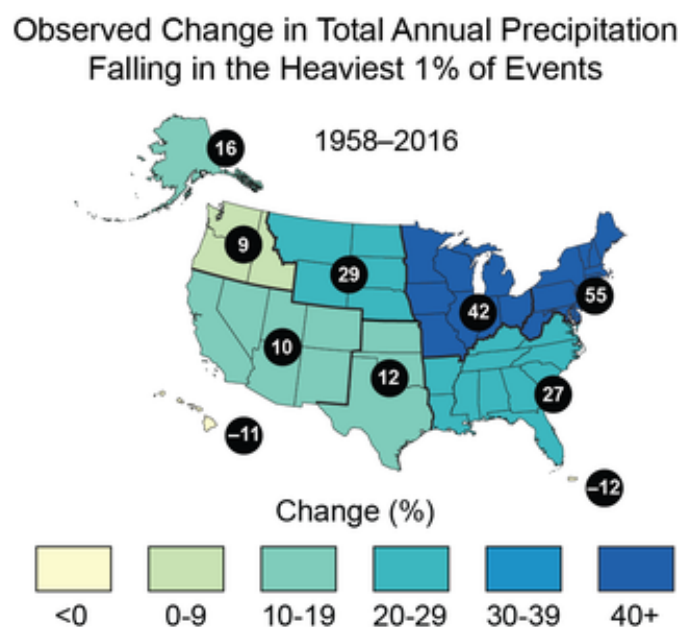 Observed Change in Total Annual Precipitation
Falling in the Heaviest 1% of Events
1958–2016
16
9
29
42
55
10
12
27
–11
–12
Change (%)
<0 0-9 10-19 20-29 30-39 40+